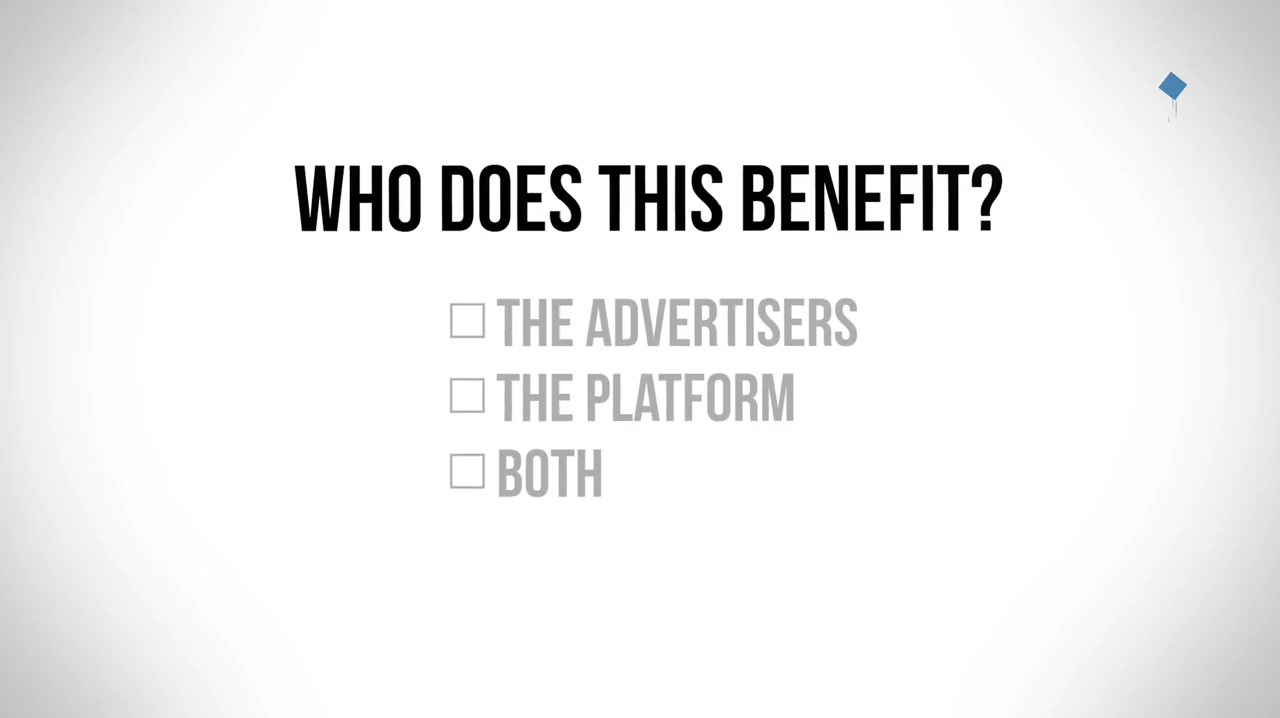 WHO DOES THIS BENEFIT?
THE ADVERTISERS
THE PLATFORM
BOTH